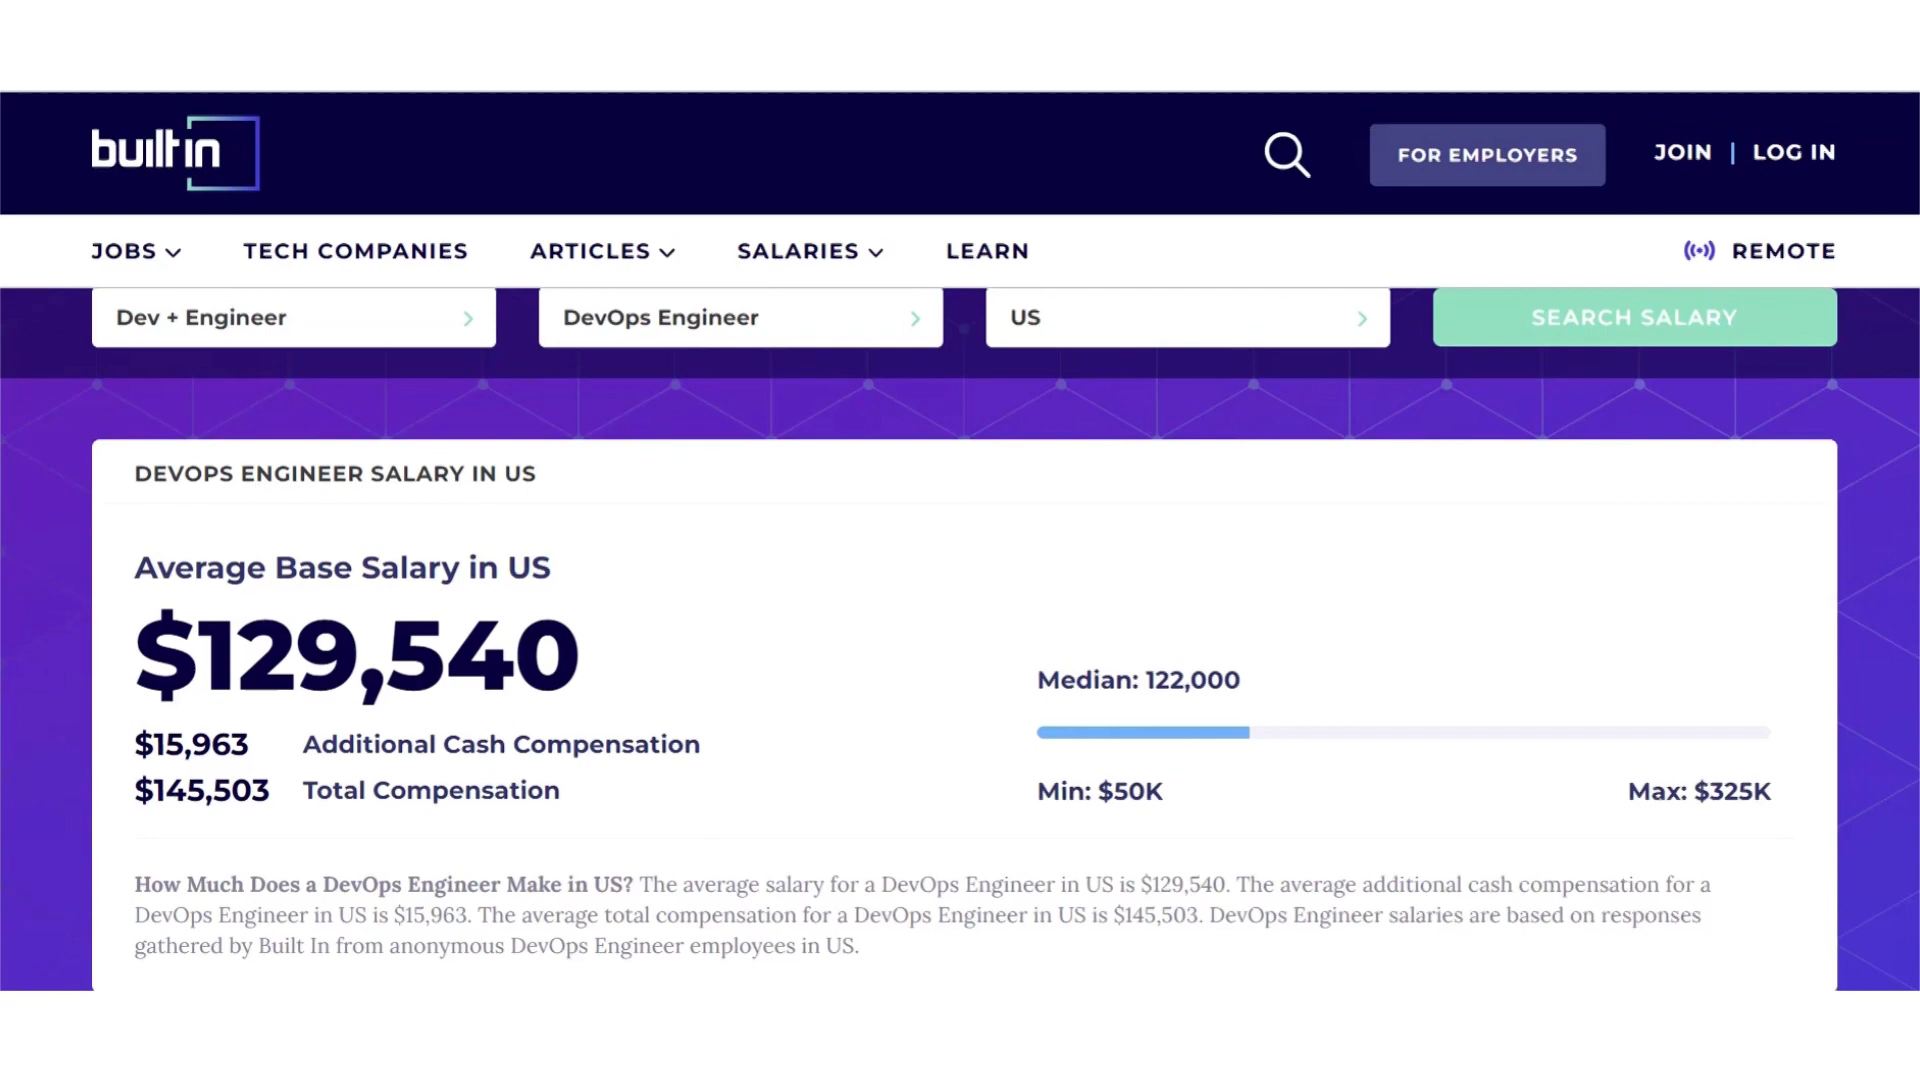 built in
FOR EMPLOYERS
JOIN | LOG IN
JOBS TECH COMPANIES ARTICLES SALARIES LEARN REMOTE
Dev + Engineer DevOps Engineer US SEARCH SALARY
DEVOPS ENGINEER SALARY IN US
Average Base Salary in US
$129,540
Median: 122,000
$15,963 Additional Cash Compensation
$145,503 Total Compensation
Min: $50K Max: $325K
How Much Does a DevOps Engineer Make in US? The average salary for a DevOps Engineer in US is $129,540. The average additional cash compensation for a
DevOps Engineer in US is $15,963. The average total compensation for a DevOps Engineer in US is $145,503. DevOps Engineer salaries are based on responses
gathered by Built In from anonymous DevOps Engineer employees in US.